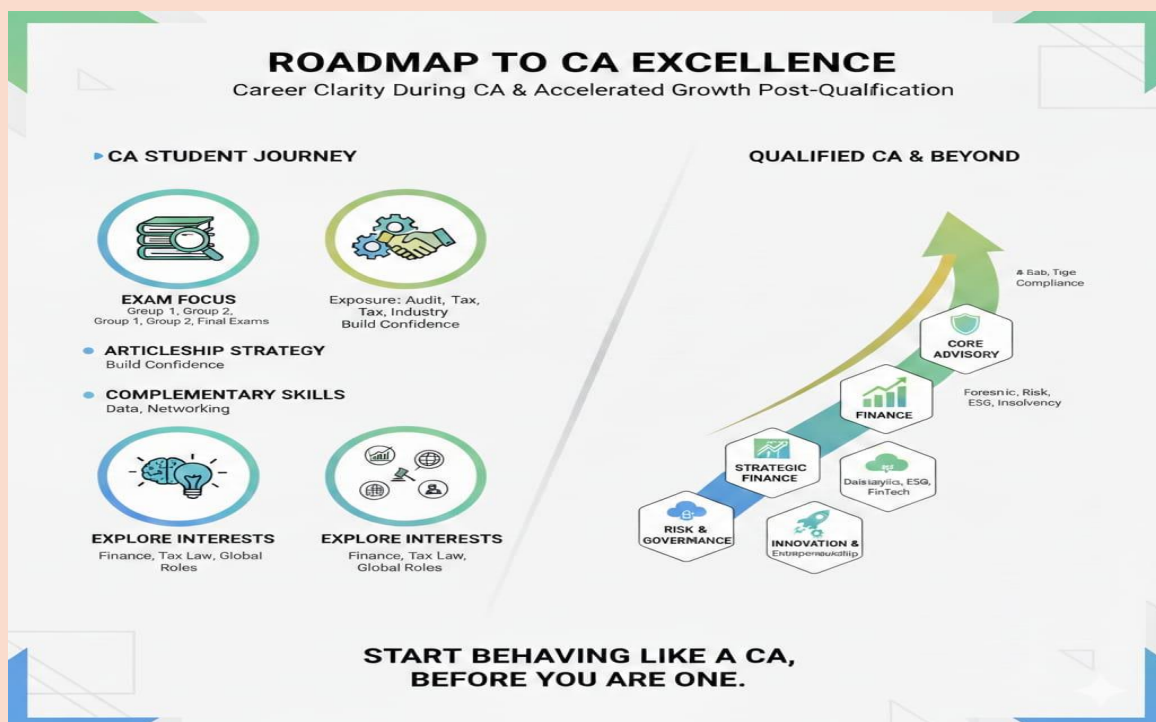 ROADMAP TO CA EXCELLENCE
Career Clarity During CA & Accelerated Growth Post-Qualification
CA STUDENT JOURNEY
EXAM FOCUS
Greup 1, Group 2,
Group 1, Group 2, Final Exams
Exposure: Audit, Tax,
Tax, Industry
Build Confidence
ARTICLESHIP STRATEGY
Build Confidence
COMPLEMENTARY SKILLS
Data, Networking
EXPLORE INTERESTS
Finance, Tax Law, Global
Roles
EXPLORE INTERESTS
Finance, Tax Law,
Global Roles
QUALIFIED CA & BEYOND
Compliance
CORE
ADVISORY
Foresnic, Risk,
ESG, Insolvency
FINANCE
STRATEGIC
FINANCE
FinTech
RISK &
GOVERNANCE
INNOVATION &
START BEHAVING LIKE A CA,
BEFORE YOU ARE ONE.